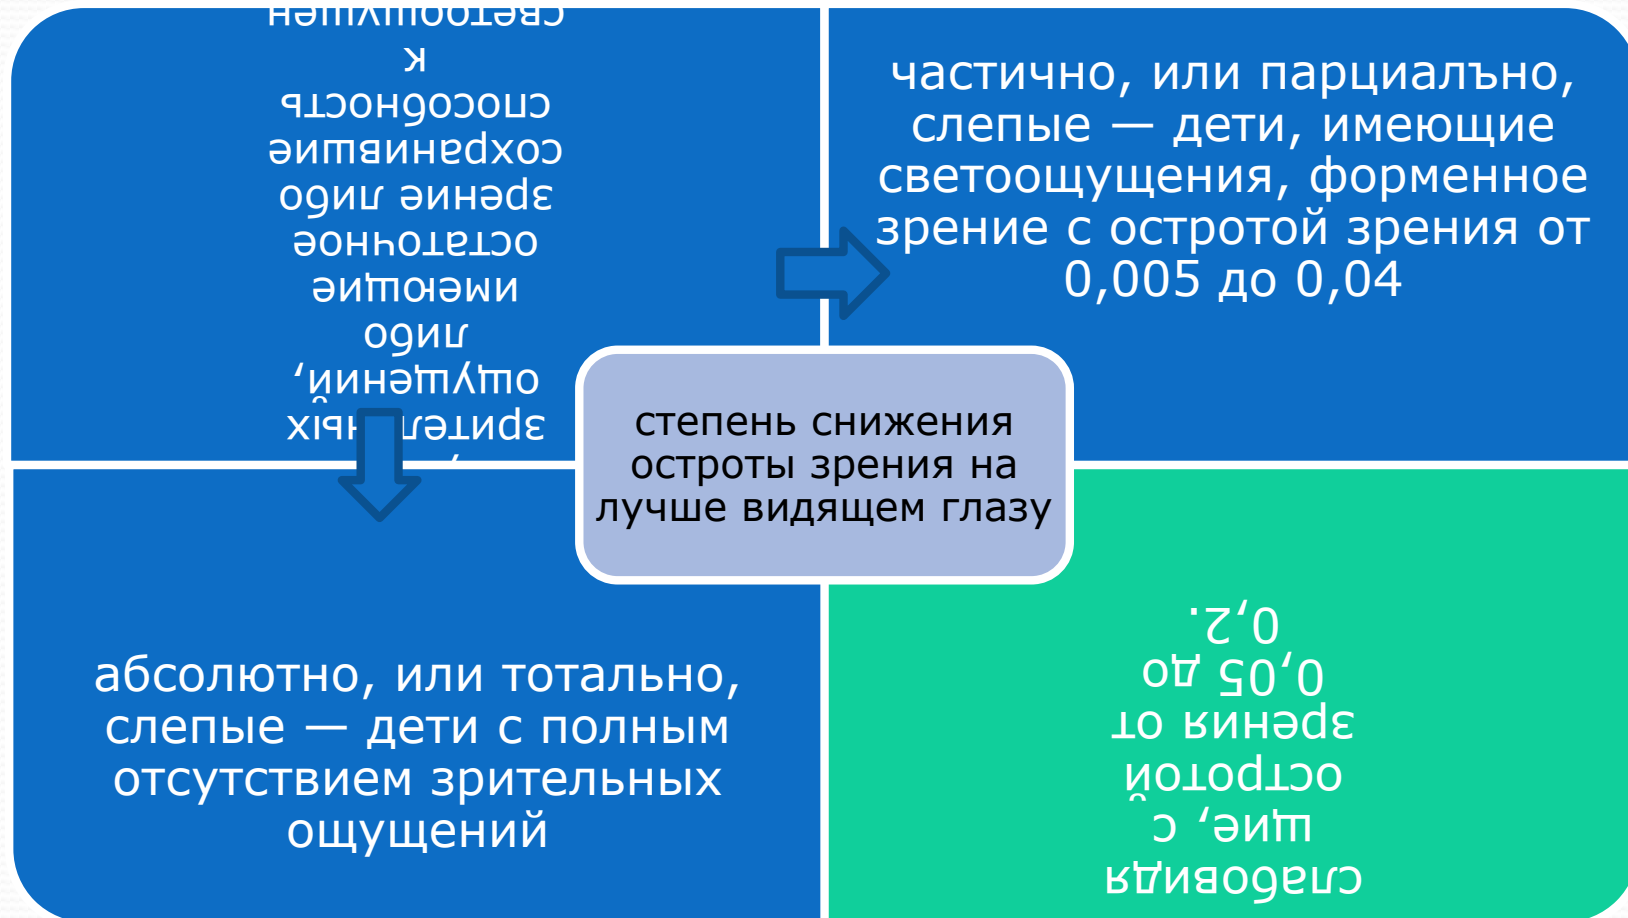 зрительных
ощущений,
либо
имеющие
остаточное
зрение либо
сохранившие
способность
к
светоощущен
частично, или парциалъно,
слепые — дети, имеющие
светоощущения, форменное
зрение с остротой зрения от
0,005 до 0,04
степень снижения
остроты зрения на
лучше видящем глазу
абсолютно, или тотально,
слепые — дети с полным
отсутствием зрительных
ощущений
слабовидя
щие, с
остротой
зрения от
0,05 до
0,2.